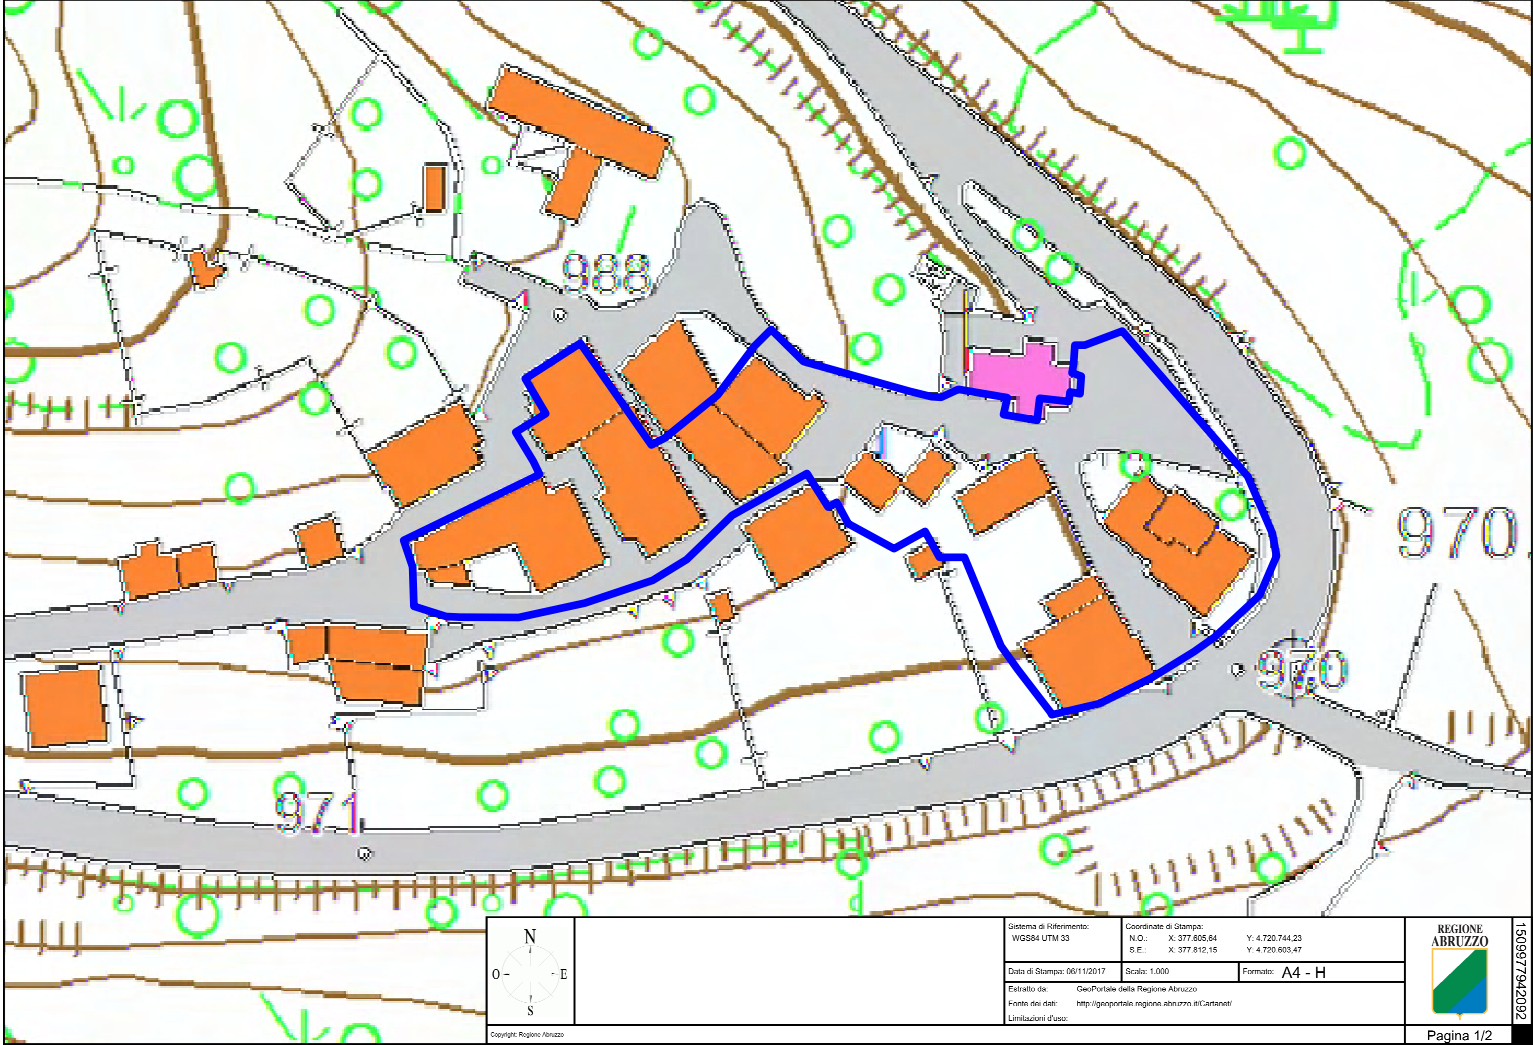 988
970
970
971
N
O
E
S
Sistema di Riferimento:
WGS84 UTM 33
Coordinate di Stampa:
N.O.: X: 377.605,64 Y: 4.720.744,23
S.E.: X: 377.812,15 Y: 4.720.603,47
Data di Stampa: 06/11/2017
Scala: 1.000
Formato: A4 - H
Estratto da: GeoPortale della Regione Abruzzo
Fonte dei dati: http://geoportale.regione.abruzzo.it/Cartanet/
Limitazioni d'uso:
Copyright: Regione Abruzzo
REGIONE
ABRUZZO
Pagina 1/2
1509977942092